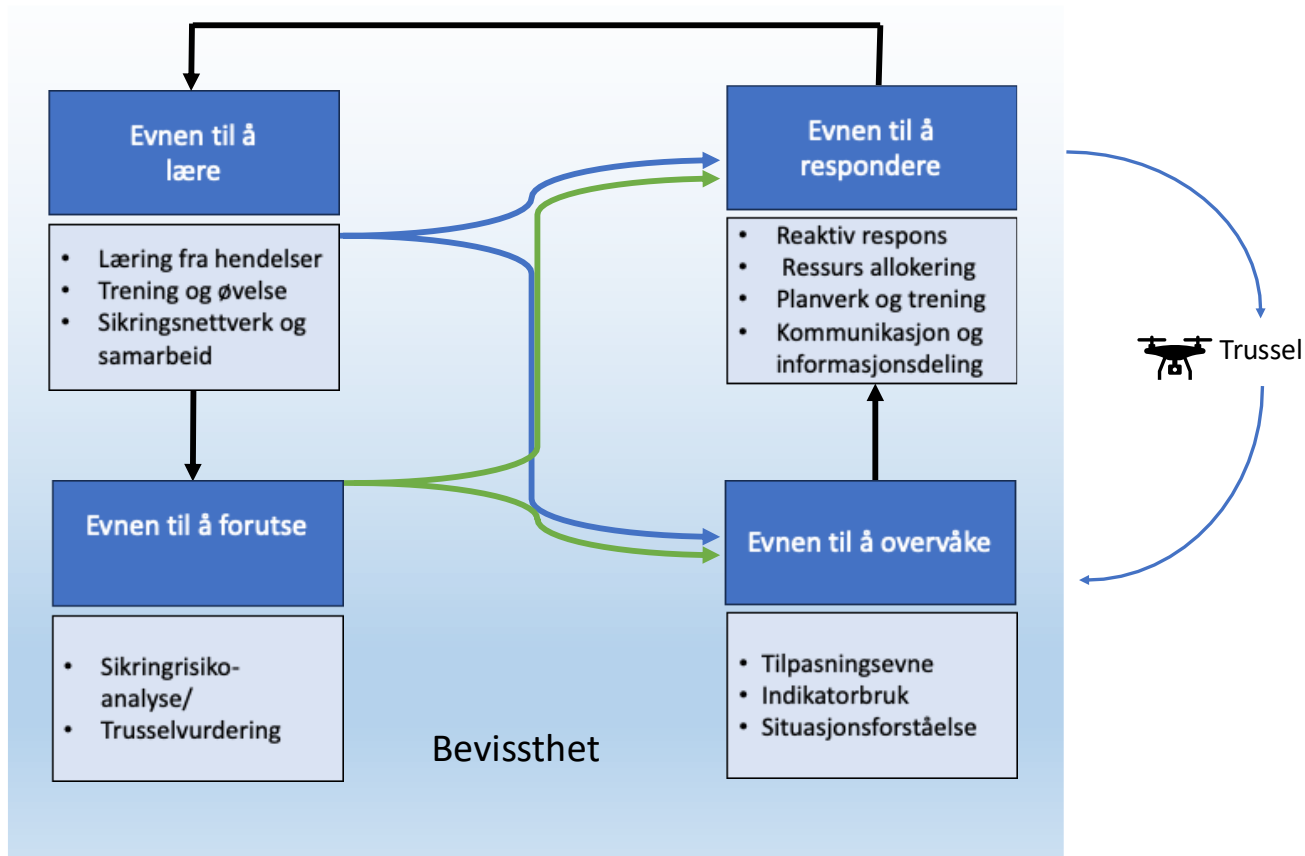 Evnen til å
lære
• Læring fra hendelser
• Trening og øvelse
• Sikringsnettverk og
samarbeid
Evnen til å
respondere
• Reaktiv respons
• Ressurs allokering
• Planverk og trening
• Kommunikasjon og
informasjonsdeling
Trussel
Evnen til å forutse
• Sikringrisiko-
analyse/
• Trusselvurdering
Evnen til å overvåke
• Tilpasningsevne
• Indikatorbruk
• Situasjonsforståelse
Bevissthet